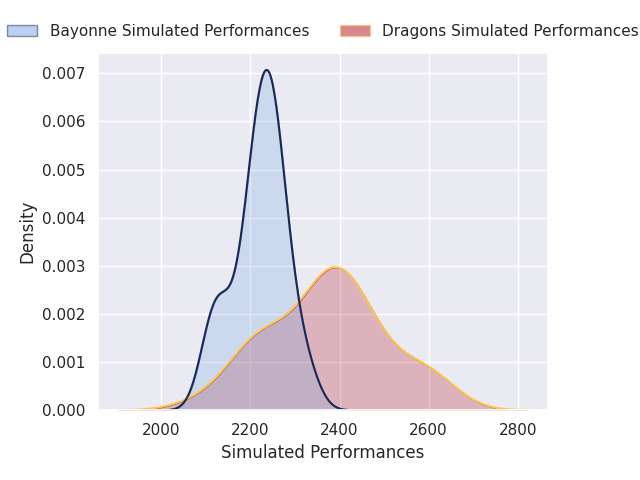 Bayonne Simulated Performances
Dragons Simulated Performances
0.007
0.006
0.005
0.004
0.003
0.002
0.001
0.000
Density
2000 2200 2400 2600 2800
Simulated Performances